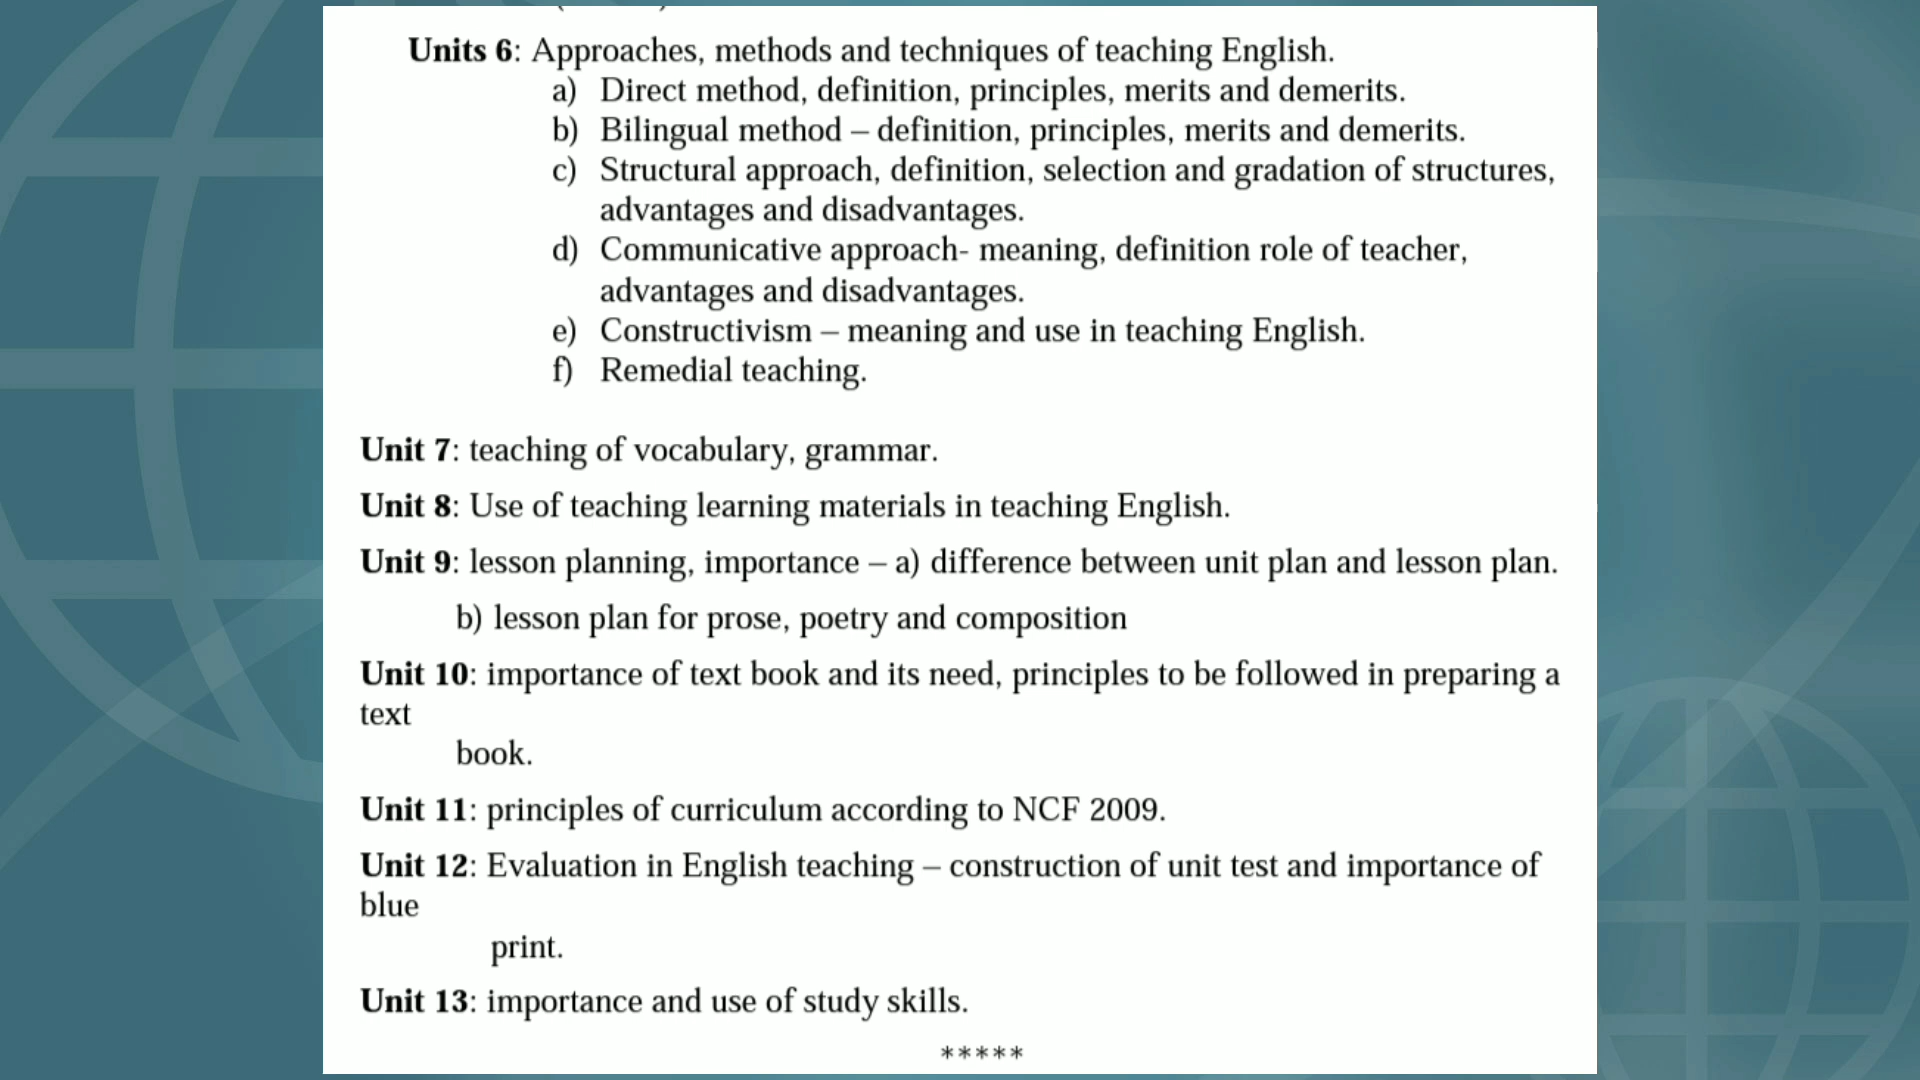 Units 6: Approaches, methods and techniques of teaching English.
a) Direct method, definition, principles, merits and demerits.
b) Bilingual method – definition, principles, merits and demerits.
c) Structural approach, definition, selection and gradation of structures,
advantages and disadvantages.
d) Communicative approach- meaning, definition role of teacher,
advantages and disadvantages.
e) Constructivism – meaning and use in teaching English.
f) Remedial teaching.
Unit 7: teaching of vocabulary, grammar.
Unit 8: Use of teaching learning materials in teaching English.
Unit 9: lesson planning, importance – a) difference between unit plan and lesson plan.
b) lesson plan for prose, poetry and composition
Unit 10: importance of text book and its need, principles to be followed in preparing a
text
book.
Unit 11: principles of curriculum according to NCF 2009.
Unit 12: Evaluation in English teaching – construction of unit test and importance of
blue
print.
Unit 13: importance and use of study skills.
*****